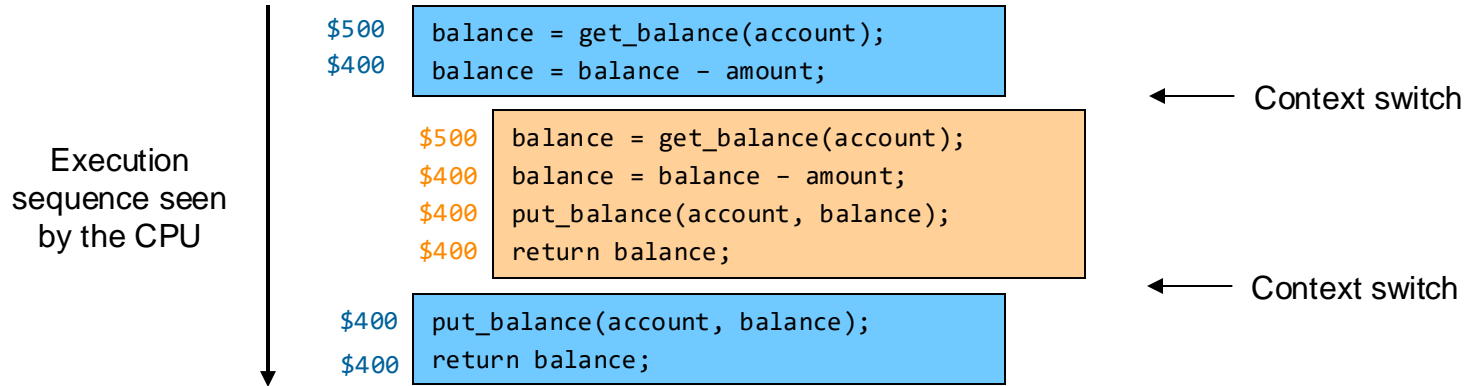 $500 balance = get_balance(account);
$400 balance = balance – amount;
Context switch
$500 balance = get_balance(account);
$400 balance = balance – amount;
$400 put_balance(account, balance);
$400 return balance;
Execution
sequence seen
by the CPU
Context switch
$400 put_balance(account, balance);
$400 return balance;